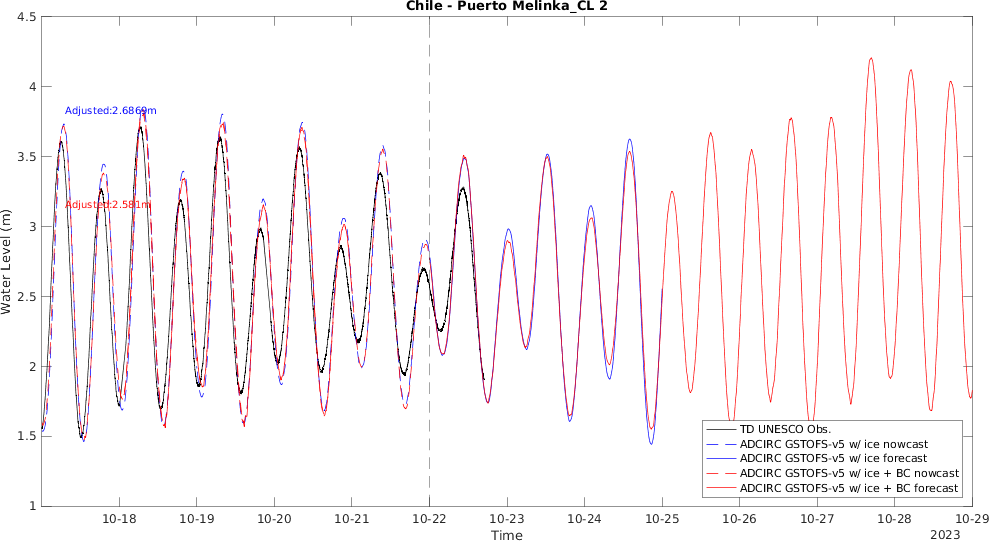 Chile - Puerto Melinka_CL 2
Water Level (m)
4.5
4
3.5
3
2.5
2
1.5
1
Adjusted:2.6869m
Adjusted:2.581m
TD UNESCO Obs.
ADCIRC GSTOFS-v5 w/ ice nowcast
ADCIRC GSTOFS-v5 w/ ice forecast
ADCIRC GSTOFS-v5 w/ ice + BC nowcast
ADCIRC GSTOFS-v5 w/ ice + BC forecast
10-18 10-19 10-20 10-21 10-22 10-23 10-24 10-25 10-26 10-27 10-28 10-29
Time
2023